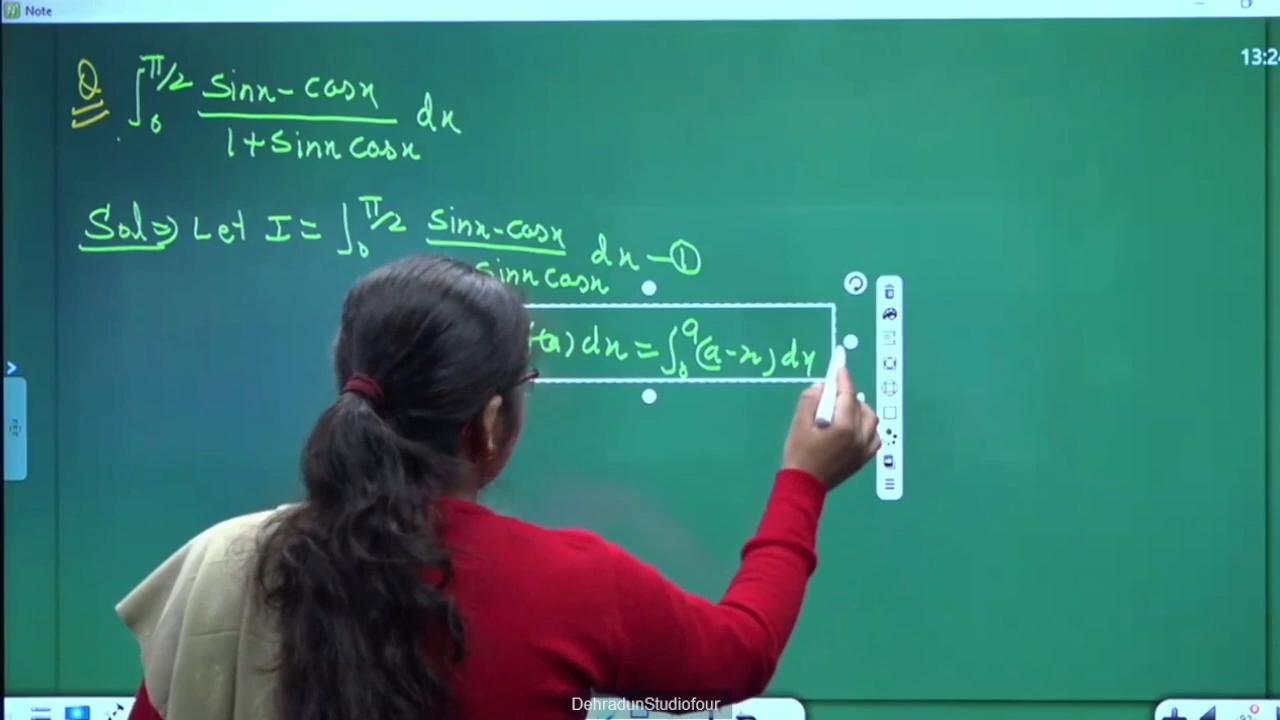 Note
13:24
Q ∫₀^π/2 (sinx - cosx)/(1+sinx cosx) dx
Sol⇒ Let I = ∫₀^π/2 (sinx-cosx)/(sinx cosx) dx —①
(a) dx = ∫₀^a (a-x) dx
DehradunStudiofour